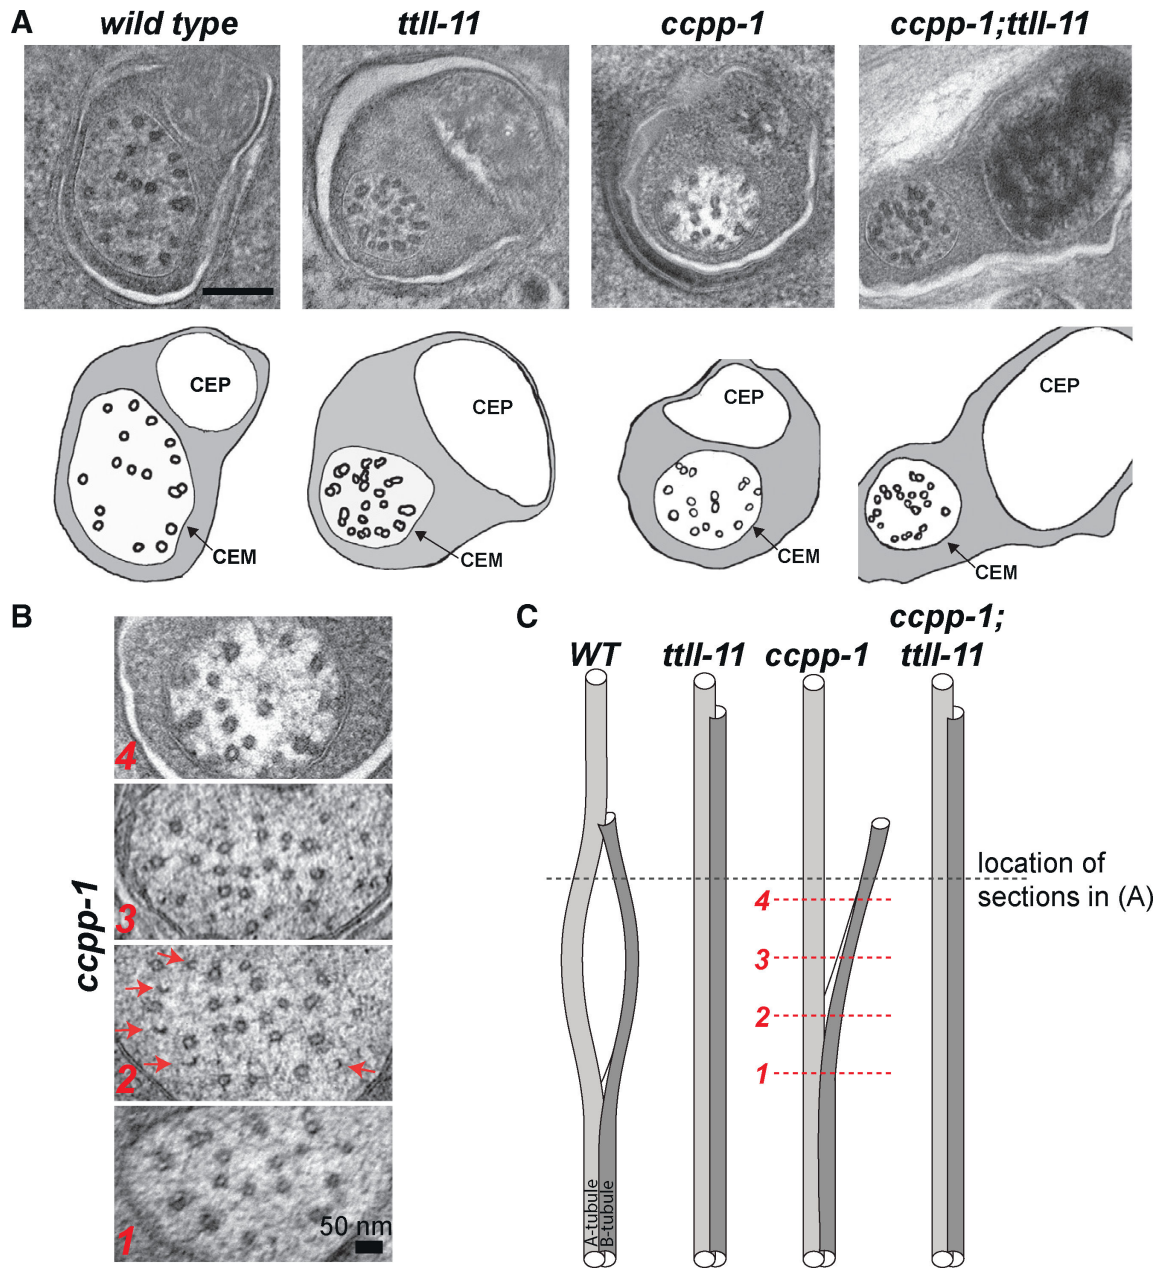 A
wild type
ttll-11
ccpp-1
ccpp-1;ttll-11
CEP
CEM
CEP
CEM
CEP
CEM
CEP
CEM
B
ccpp-1
4
3
2
1
50 nm
C
WT
ttll-11
ccpp-1
ccpp-1;
ttll-11
location of
sections in (A)
4
3
2
1
A-tubule
B-tubule